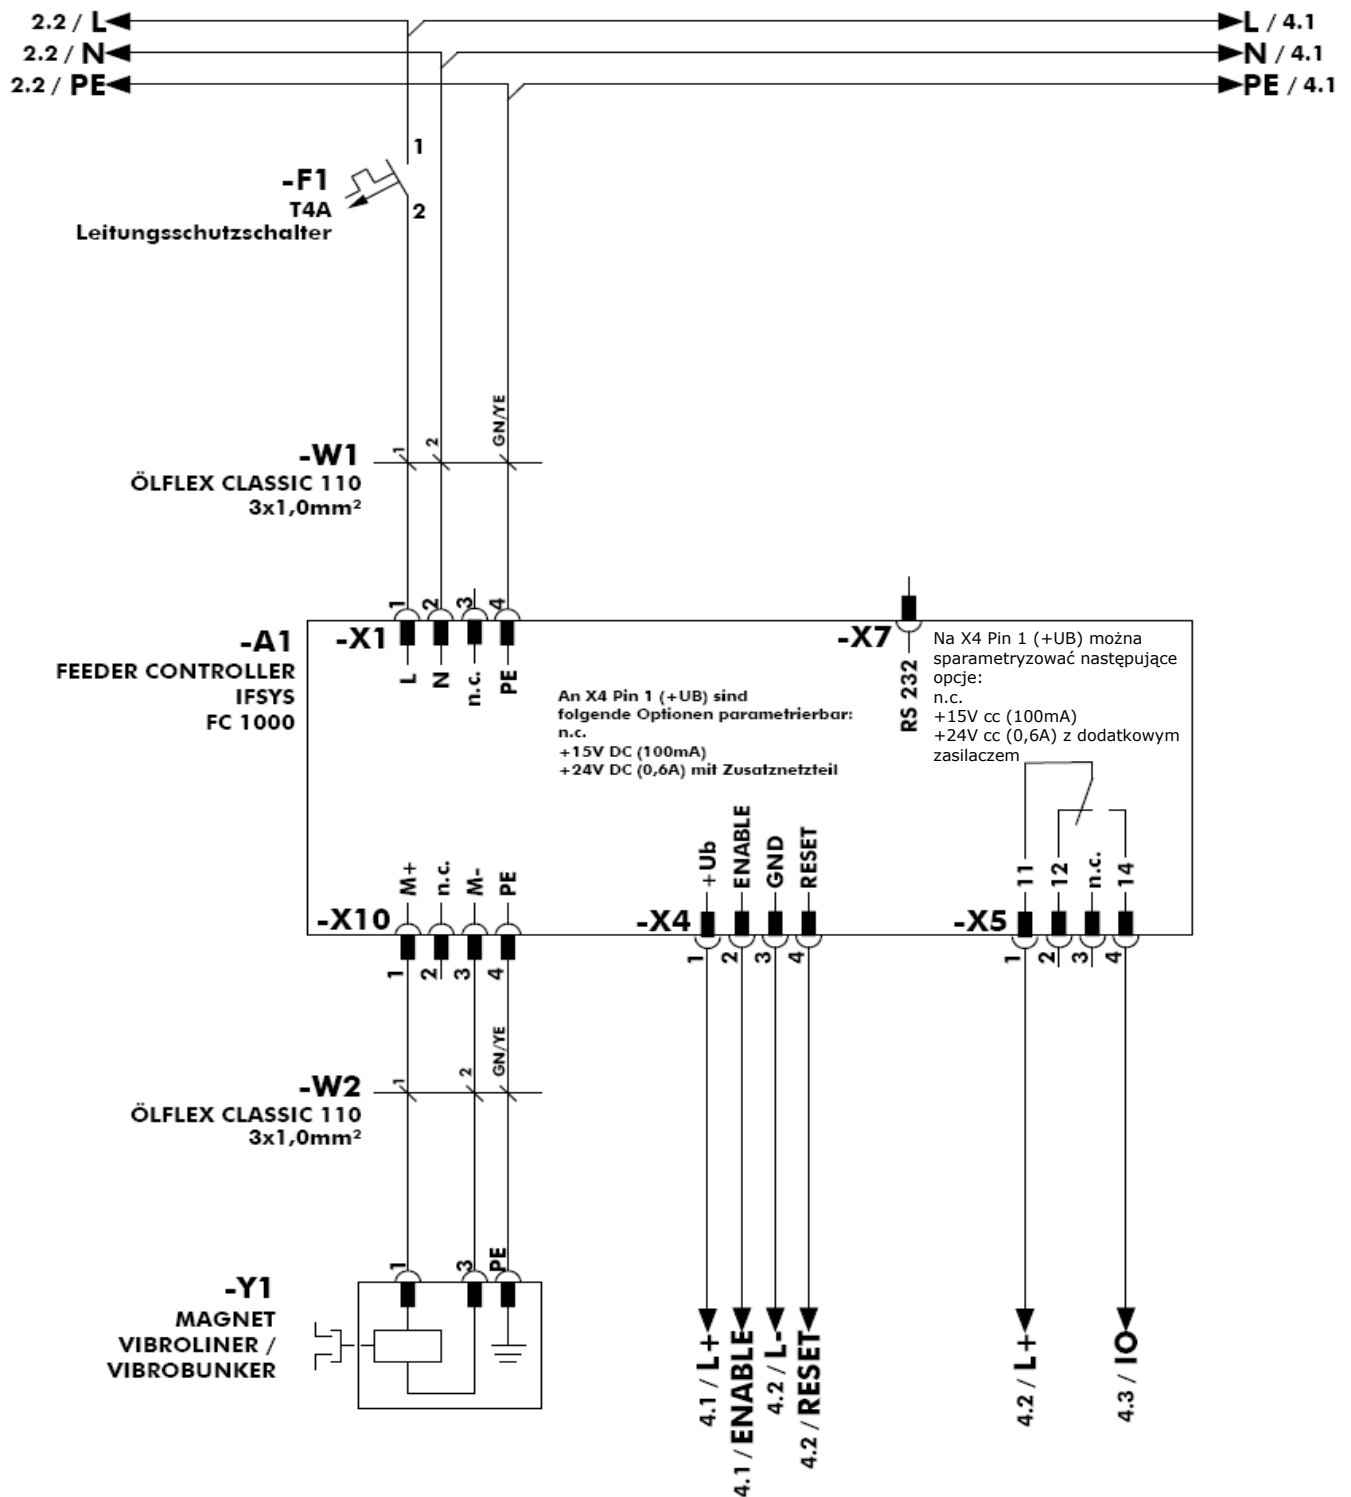 2.2 / L
L / 4.1
2.2 / N
N / 4.1
2.2 / PE
PE / 4.1
1
-F1
T4A
2
Leitungsschutzschalter
1
2
GN/YE
-W1
ÖLFLEX CLASSIC 110
3x1,0mm²
1
2
3
4
-A1
FEEDER CONTROLLER
IFSYS
FC 1000
-X1
L
N
n.c.
PE
An X4 Pin 1 (+UB) sind
folgende Optionen parametrierbar:
n.c.
+15V DC (100mA)
+24V DC (0,6A) mit Zusatznetzteil
-X7
RS 232
Na X4 Pin 1 (+UB) można
sparametryzować następujące
opcje:
n.c.
+15V cc (100mA)
+24V cc (0,6A) z dodatkowym
zasilaczem
M+
n.c.
M-
PE
-X10
1
2
3
4
+Ub
ENABLE
GND
RESET
-X4
1
2
3
4
11
12
n.c.
14
-X5
1
2
3
4
1
2
GN/YE
-W2
ÖLFLEX CLASSIC 110
3x1,0mm²
1
3
PE
-Y1
MAGNET
VIBROLINER /
VIBROBUNKER
4.1 / L+
4.1 / ENABLE
4.2 / L-
4.2 / RESET
4.2 / L+
4.3 / IO